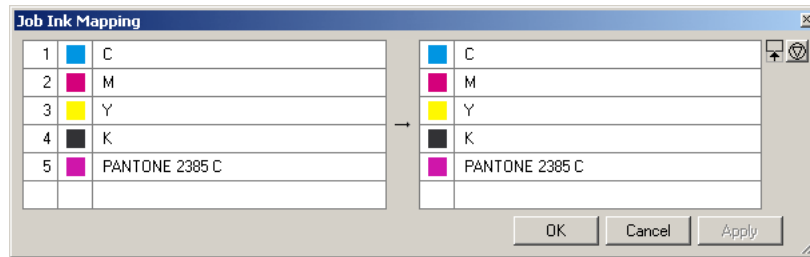 Job Ink Mapping
1 C C
2 M M
3 Y Y
→
4 K K
5 PANTONE 2385 C PANTONE 2385 C
OK Cancel Apply